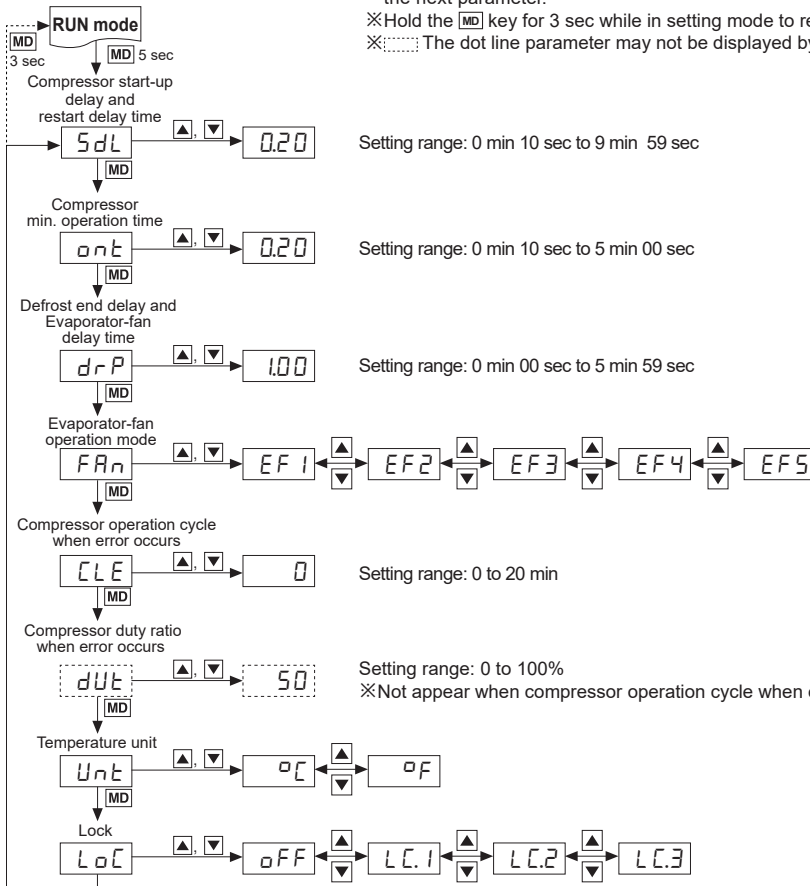 the next parameter.
※Hold the MD key for 3 sec while in setting mode to re
※ The dot line parameter may not be displayed by
RUN mode
MD
3 sec
MD 5 sec
Compressor start-up
delay and
restart delay time
SdL
▲, ▼
0.20
Setting range: 0 min 10 sec to 9 min 59 sec
MD
Compressor
min. operation time
ont
▲, ▼
0.20
Setting range: 0 min 10 sec to 5 min 00 sec
MD
Defrost end delay and
Evaporator-fan
delay time
drP
▲, ▼
1.00
Setting range: 0 min 00 sec to 5 min 59 sec
MD
Evaporator-fan
operation mode
FAn
▲, ▼
EF1
▲
▼
EF2
▲
▼
EF3
▲
▼
EF4
▲
▼
EF5
MD
Compressor operation cycle
when error occurs
CLE
▲, ▼
0
Setting range: 0 to 20 min
MD
Compressor duty ratio
when error occurs
dUt
▲, ▼
50
Setting range: 0 to 100%
※Not appear when compressor operation cycle when
MD
Temperature unit
Unt
▲, ▼
°C
▲
▼
°F
MD
Lock
LoC
▲, ▼
oFF
▲
▼
LC.1
▲
▼
LC.2
▲
▼
LC.3